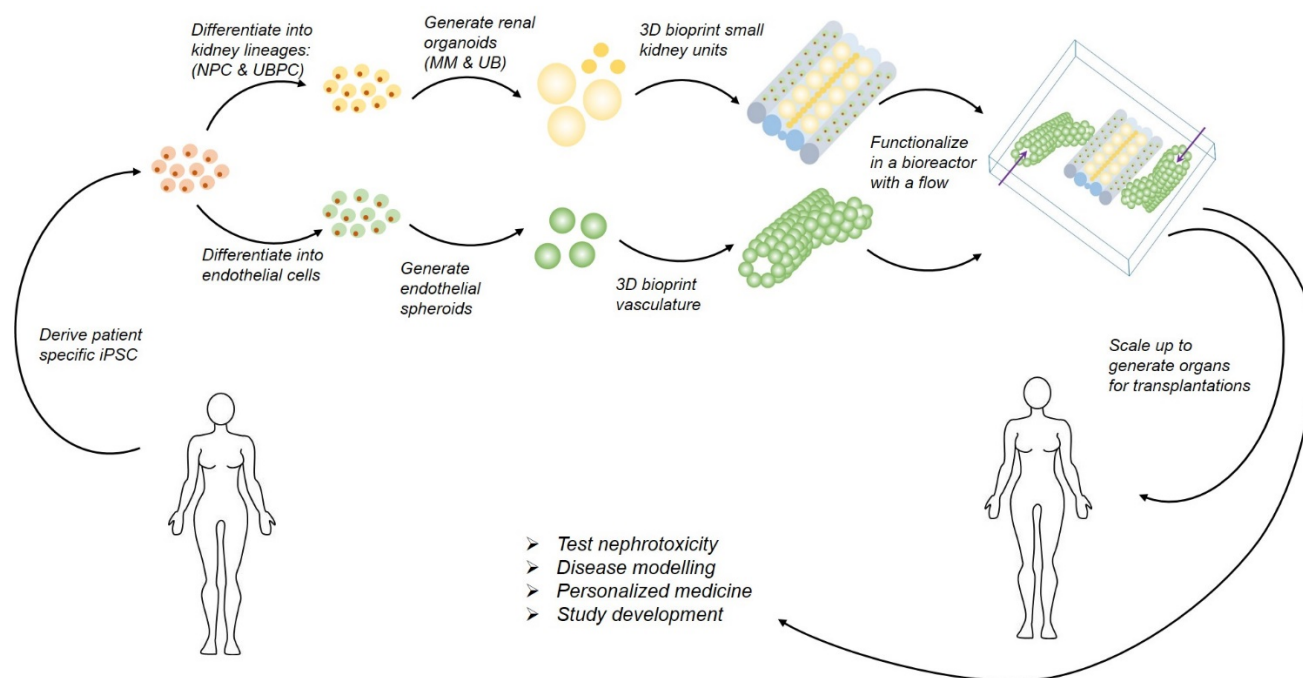 Differentiate into
kidney lineages:
(NPC & UBPC)
Generate renal
organoids
(MM & UB)
3D bioprint small
kidney units
Functionalize
in a bioreactor
with a flow
Differentiate into
endothelial cells
Generate
endothelial
spheroids
3D bioprint
vasculature
Derive patient
specific iPSC
Scale up to
generate organs
for transplantations
➢ Test nephrotoxicity
➢ Disease modelling
➢ Personalized medicine
➢ Study development